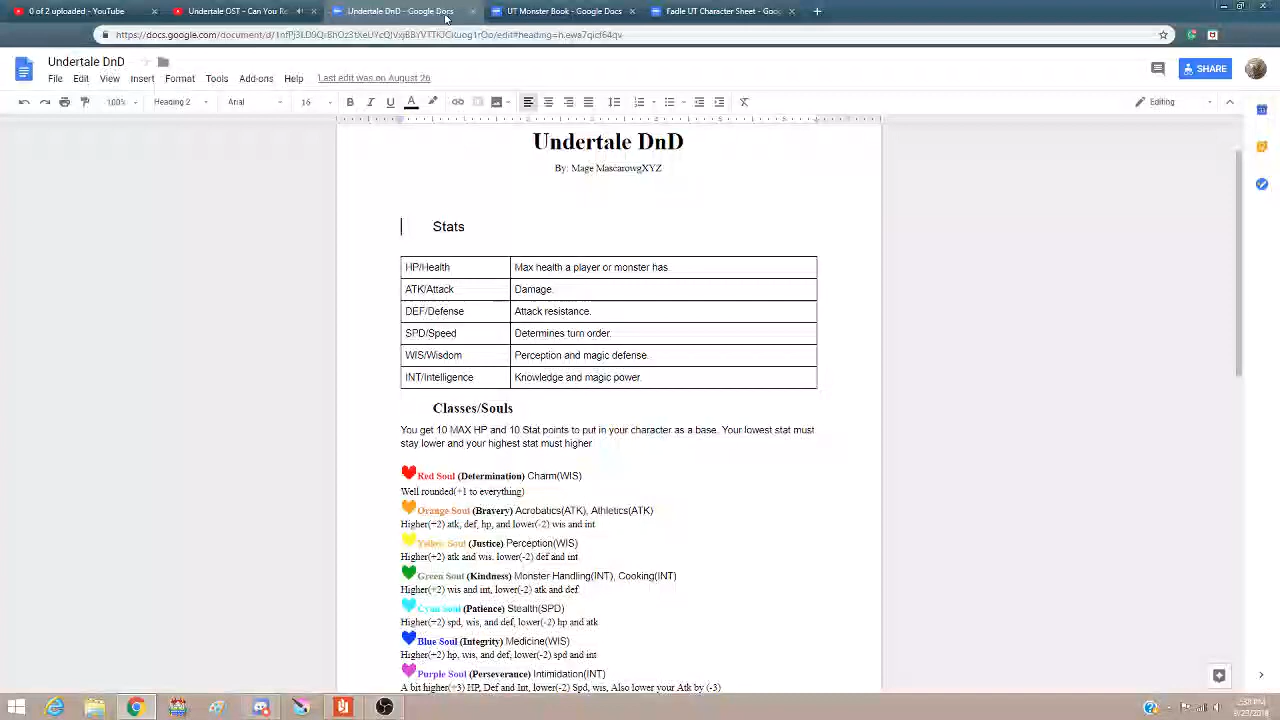 0 of 2 uploaded - YouTube
Undertale OST - Can You Re
Undertale DnD - Google Docs
UT Monster Book - Google Docs
Fadle UT Character Sheet - Goo
Undertale DnD
SHARE
File Edit View Insert Format Tools Add-ons Help Last edit was on August 26
100% Heading 2 Arial 16 B I U A Editing
Undertale DnD
By: Mage MascarowgXYZ
Stats
HP/Health Max health a player or monster has
ATK/Attack Damage.
DEF/Defense Attack resistance.
SPD/Speed Determines turn order.
WIS/Wisdom Perception and magic defense.
INT/Intelligence Knowledge and magic power.
Classes/Souls
You get 10 MAX HP and 10 Stat points to put in your character as a base. Your lowest stat must
stay lower and your highest stat must higher
Red Soul (Determination) Charm(WIS)
Well rounded(+1 to everything)
Orange Soul (Bravery) Acrobatics(ATK), Athletics(ATK)
Higher(+2) atk, def, hp, and lower(-2) wis and int
Yellow Soul (Justice) Perception(WIS)
Higher(+2) atk and wis. lower(-2) def and int
Green Soul (Kindness) Monster Handling(INT), Cooking(INT)
Higher(+2) wis and int, lower(-2) atk and def
Cyan Soul (Patience) Stealth(SPD)
Higher(+2) spd, wis, and def, lower(-2) hp and atk
Blue Soul (Integrity) Medicine(WIS)
Higher(+2) hp, wis, and def, lower(-2) spd and int
Purple Soul (Perseverance) Intimidation(INT)
A bit higher(+3) HP, Def and Int, lower(-2) Spd, wis, Also lower your Atk by (-3)